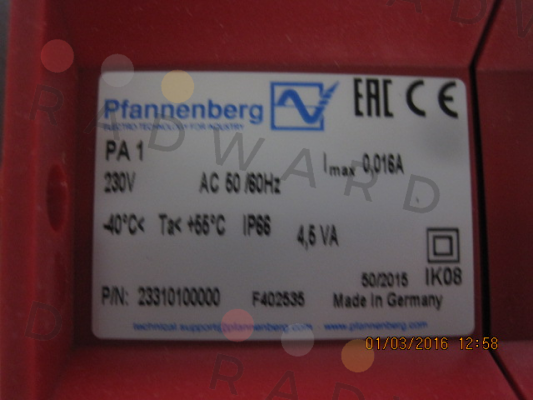 Pfannenberg
ELECTRO-TECHNOLOGY FOR INDUSTRY
EAC CE
PA 1
I max 0,016A
230V AC 50 /60Hz
-40°C< Ta< +55°C IP66 4,5 VA
50/2015 IK08
P/N: 23310100000 F402535 Made in Germany
technical.support@pfannenberg.com - www.pfannenberg.com
01/03/2016 12:58
RADWARD